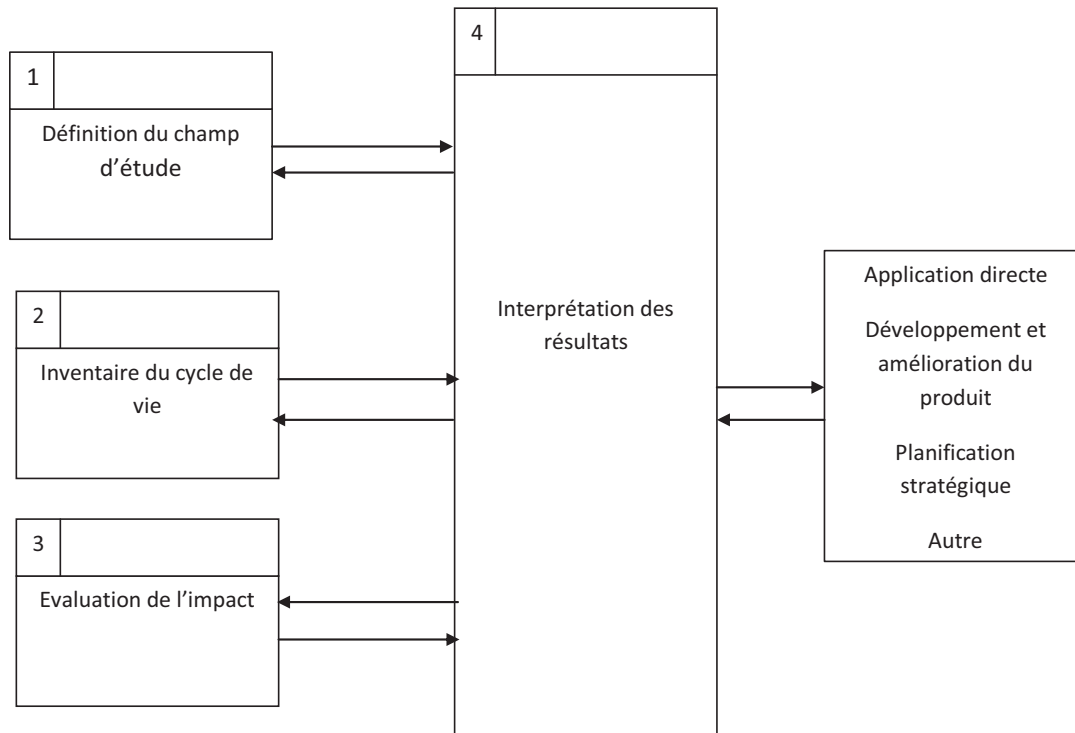 1
Définition du champ
d’étude
2
Inventaire du cycle de
vie
3
Evaluation de l’impact
4
Interprétation des
résultats
Application directe
Développement et
amélioration du
produit
Planification
stratégique
Autre